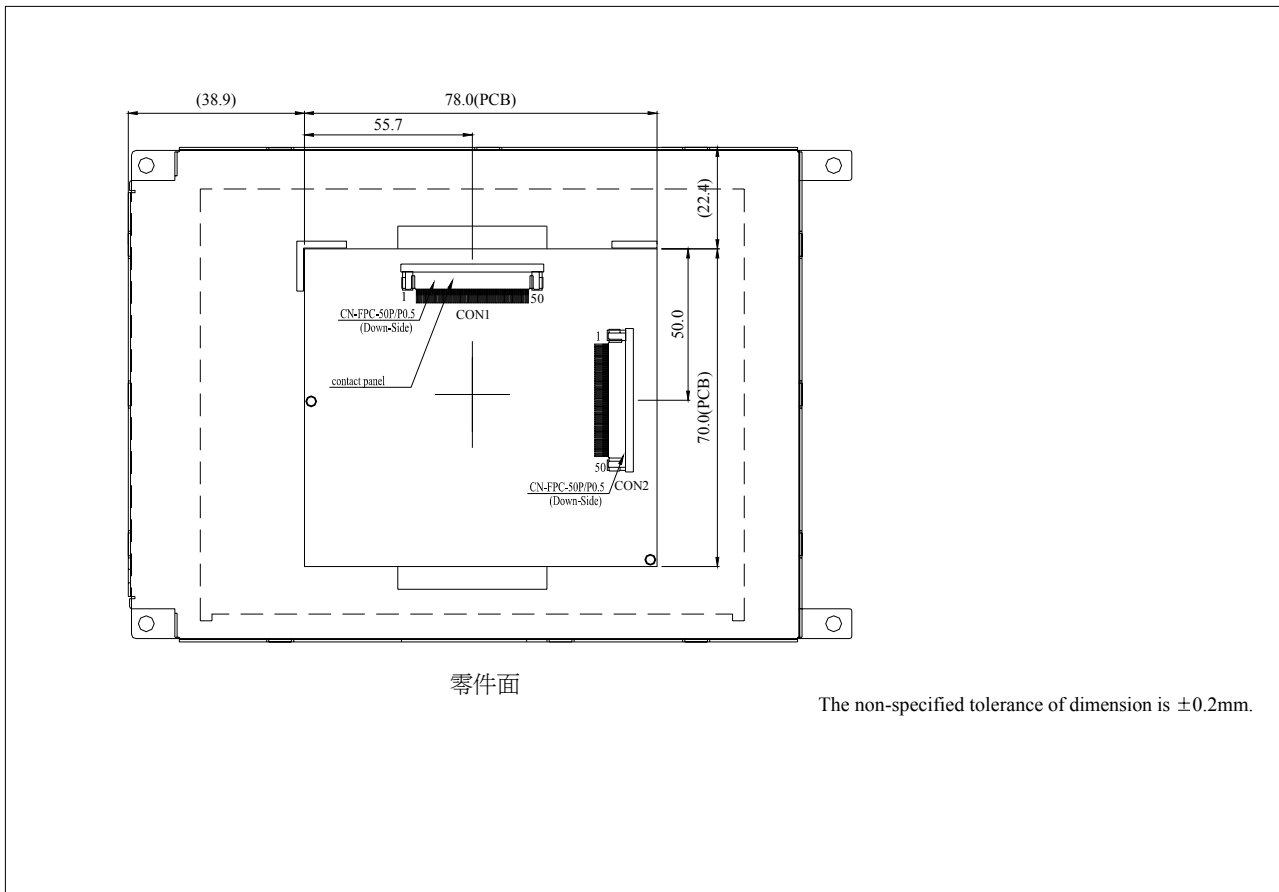 (38.9)
78.0(PCB)
55.7
(22.4)
1
50
CN-FPC-50P/P0.5
(Down-Side)
CON1
contact panel
50.0
70.0(PCB)
1
50
CN-FPC-50P/P0.5
(Down-Side)
CON2
零件面
The non-specified tolerance of dimension is ±0.2mm.